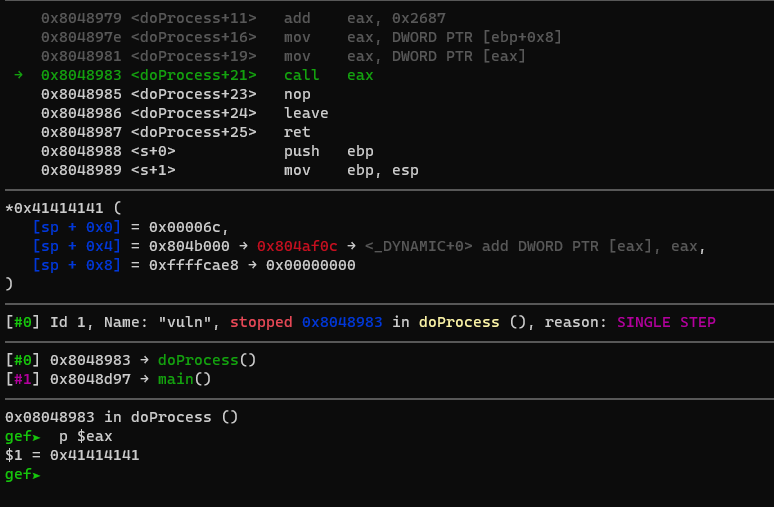 0x8048979 <doProcess+11> add eax, 0x2687
0x804897e <doProcess+16> mov eax, DWORD PTR [ebp+0x8]
0x8048981 <doProcess+19> mov eax, DWORD PTR [eax]
→ 0x8048983 <doProcess+21> call eax
0x8048985 <doProcess+23> nop
0x8048986 <doProcess+24> leave
0x8048987 <doProcess+25> ret
0x8048988 <s+0> push ebp
0x8048989 <s+1> mov ebp, esp
*0x41414141 (
[sp + 0x0] = 0x00006c,
[sp + 0x4] = 0x804b000 → 0x804af0c → <_DYNAMIC+0> add DWORD PTR [eax], eax,
[sp + 0x8] = 0xffffcae8 → 0x00000000
)
[#0] Id 1, Name: "vuln", stopped 0x8048983 in doProcess (), reason: SINGLE STEP
[#0] 0x8048983 → doProcess()
[#1] 0x8048d97 → main()
0x08048983 in doProcess ()
gef➤ p $eax
$1 = 0x41414141
gef➤